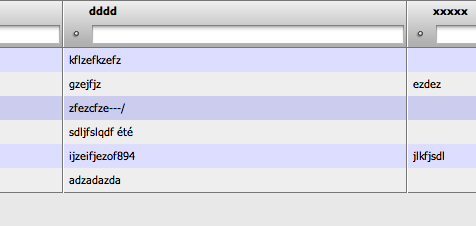 dddd xxxxx
kflzefkzefz
gzejfjz ezdez
zfezcfze---/
sdljfslqdf été
ijzeifjezof894 jlkfjsdl
adzadazda